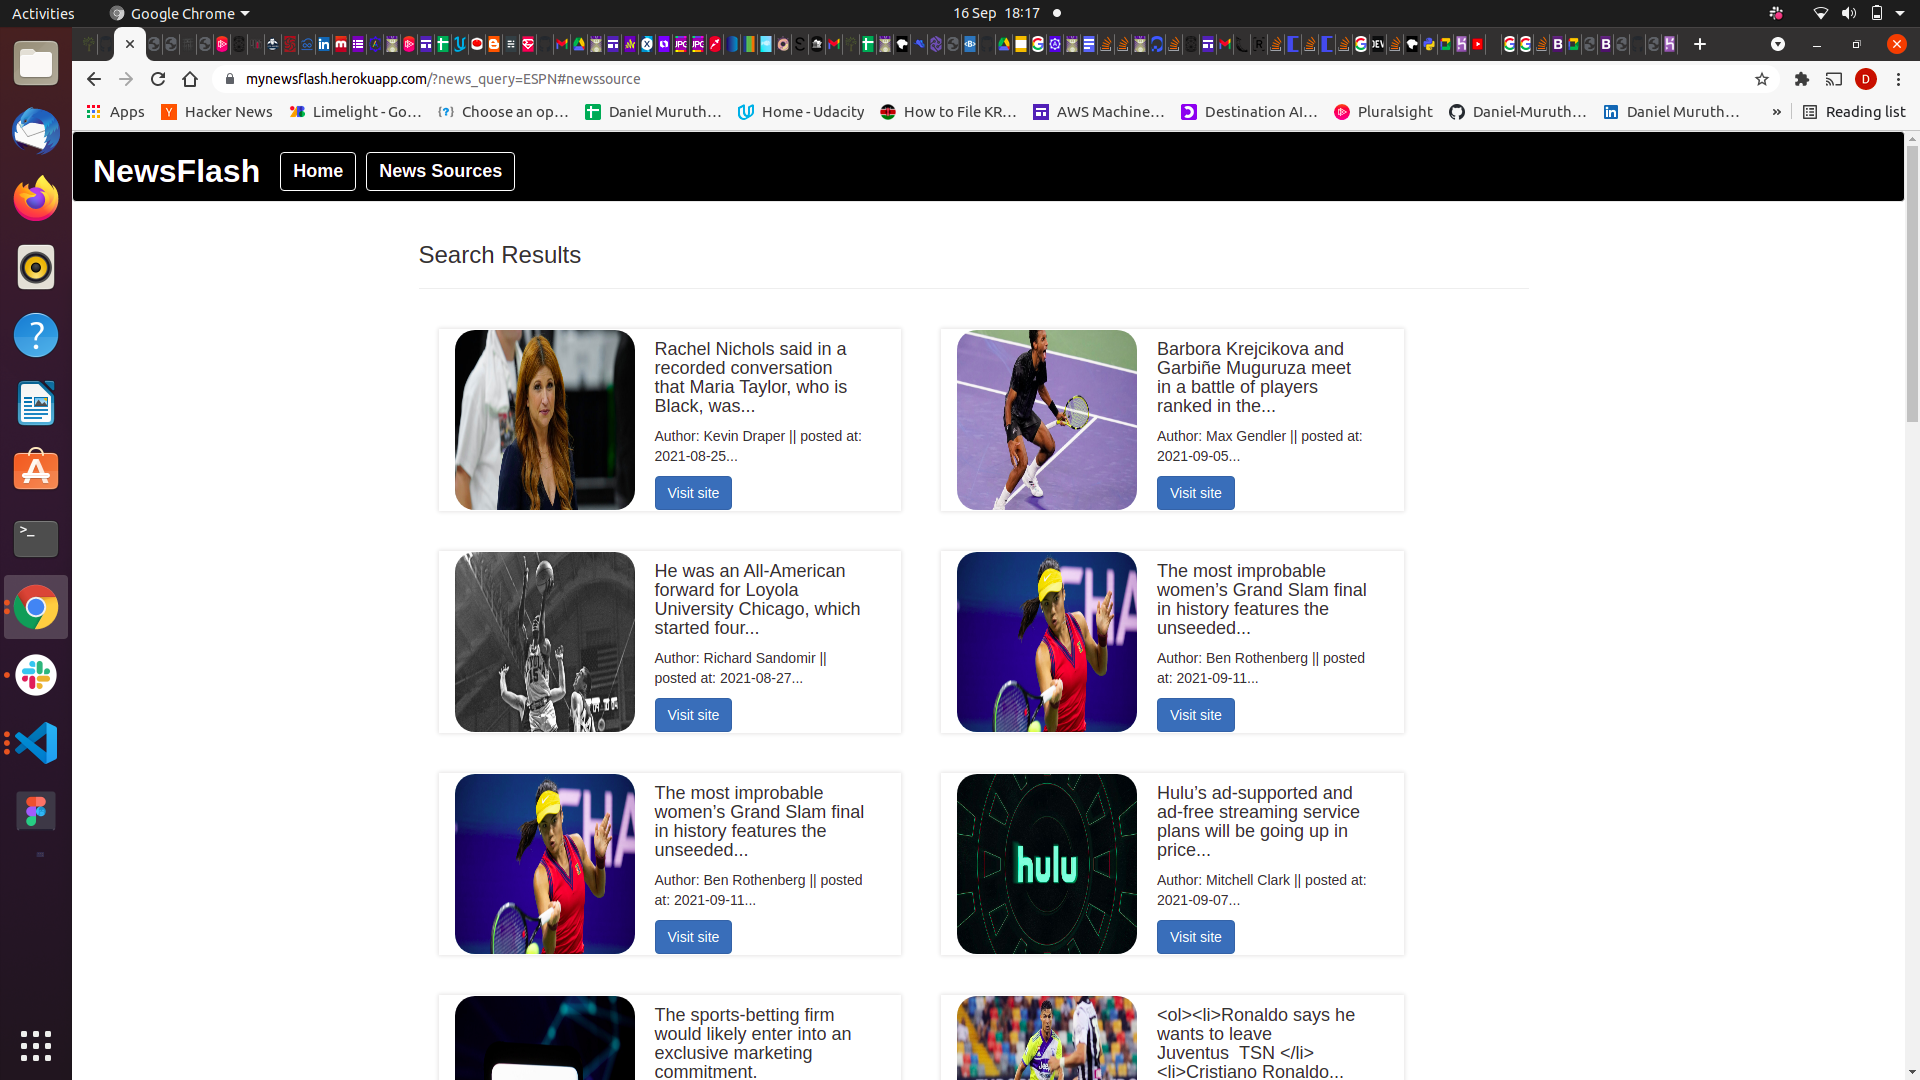 Activities
Google Chrome
16 Sep 18:17
mynewsflash.herokuapp.com/?news_query=ESPN#newssource
D
Apps
Hacker News
Limelight - Go…
Choose an op…
Daniel Muruth…
Home - Udacity
How to File KR…
AWS Machine…
Destination AI…
Pluralsight
Daniel-Muruth…
Daniel Muruth…
»
Reading list
NewsFlash
Home
News Sources
Search Results
Rachel Nichols said in a
recorded conversation
that Maria Taylor, who is
Black, was...
Author: Kevin Draper || posted at:
2021-08-25...
Visit site
Barbora Krejcikova and
Garbiñe Muguruza meet
in a battle of players
ranked in the...
Author: Max Gendler || posted at:
2021-09-05...
Visit site
He was an All-American
forward for Loyola
University Chicago, which
started four...
Author: Richard Sandomir ||
posted at: 2021-08-27...
Visit site
The most improbable
women’s Grand Slam final
in history features the
unseeded...
Author: Ben Rothenberg || posted
at: 2021-09-11...
Visit site
The most improbable
women’s Grand Slam final
in history features the
unseeded...
Author: Ben Rothenberg || posted
at: 2021-09-11...
Visit site
hulu
Hulu’s ad-supported and
ad-free streaming service
plans will be going up in
price...
Author: Mitchell Clark || posted at:
2021-09-07...
Visit site
The sports-betting firm
would likely enter into an
exclusive marketing
commitment.
<ol><li>Ronaldo says he
wants to leave
Juventus  TSN </li>
<li>Cristiano Ronaldo...